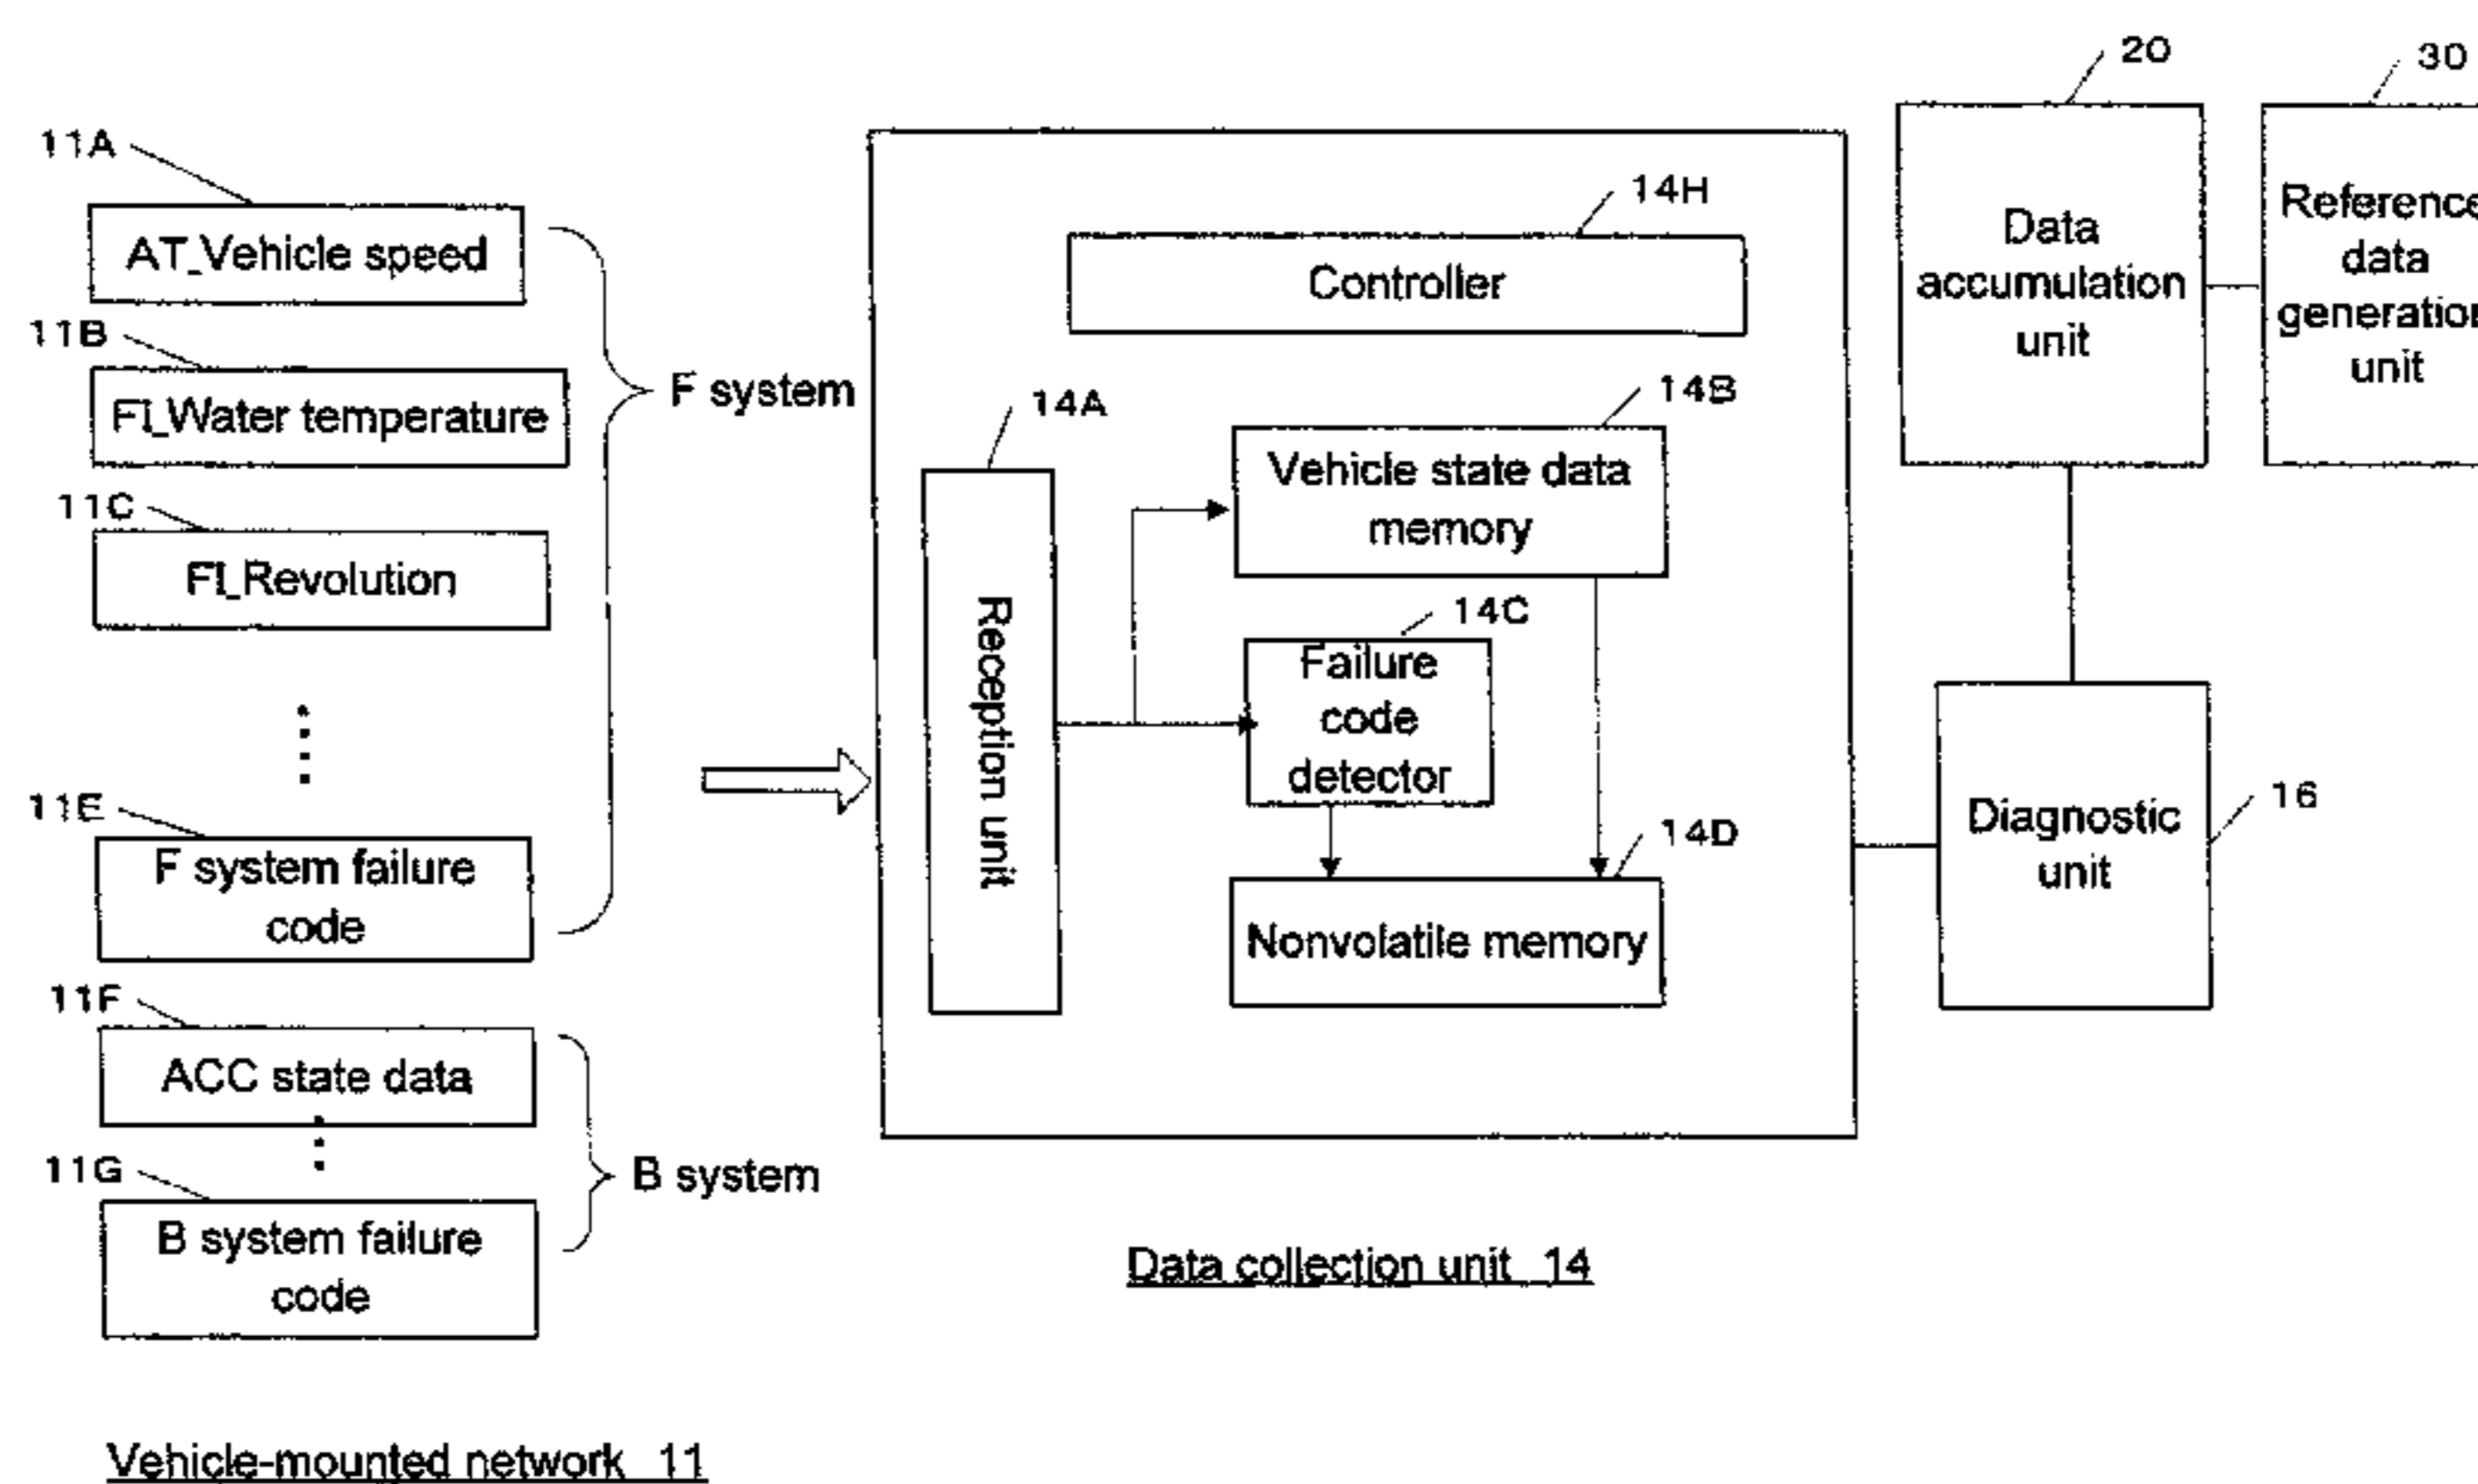 11A
AT_Vehicle speed
11B
FI_Water temperature
11C
FI_Revolution
11E
F system failure
code
F system
11F
ACC state data
11G
B system failure
code
B system
Vehicle-mounted network 11
14H
Controller
14A
Reception unit
14B
Vehicle state data
memory
14C
Failure
code
detector
14D
Nonvolatile memory
Data collection unit 14
20
Data
accumulation
unit
30
Reference
data
generation
unit
16
Diagnostic
unit